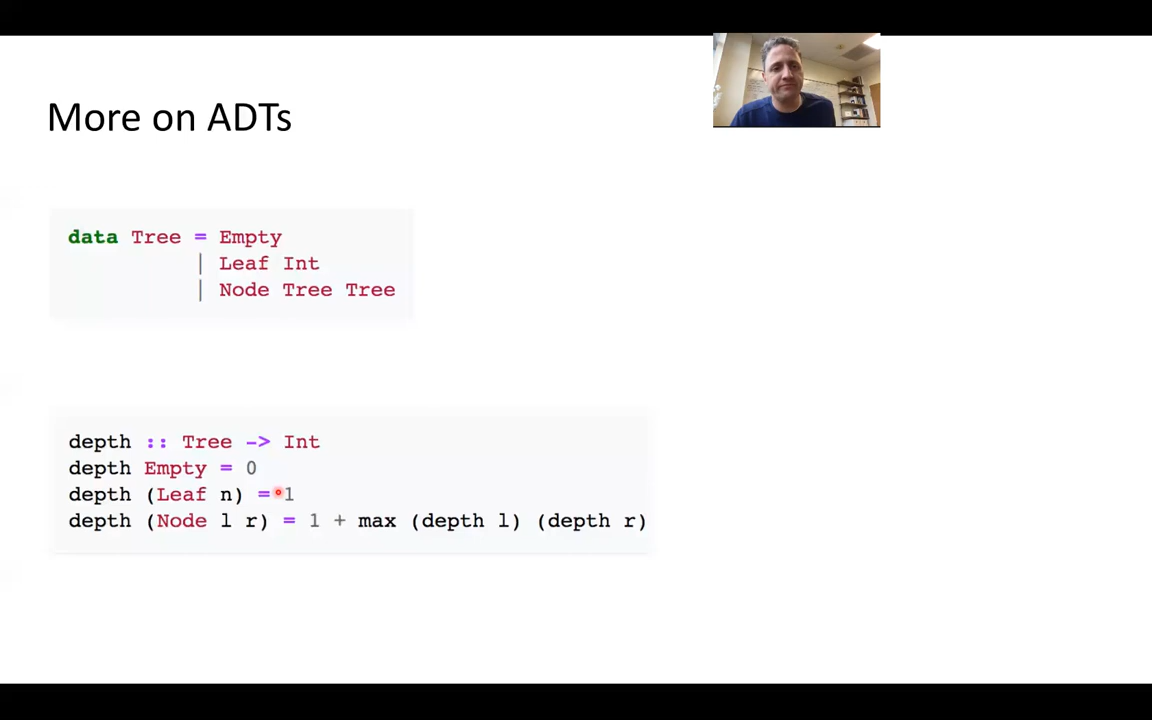 More on ADTs
data Tree = Empty
| Leaf Int
| Node Tree Tree
depth :: Tree -> Int
depth Empty = 0
depth (Leaf n) = 1
depth (Node l r) = 1 + max (depth l) (depth r)